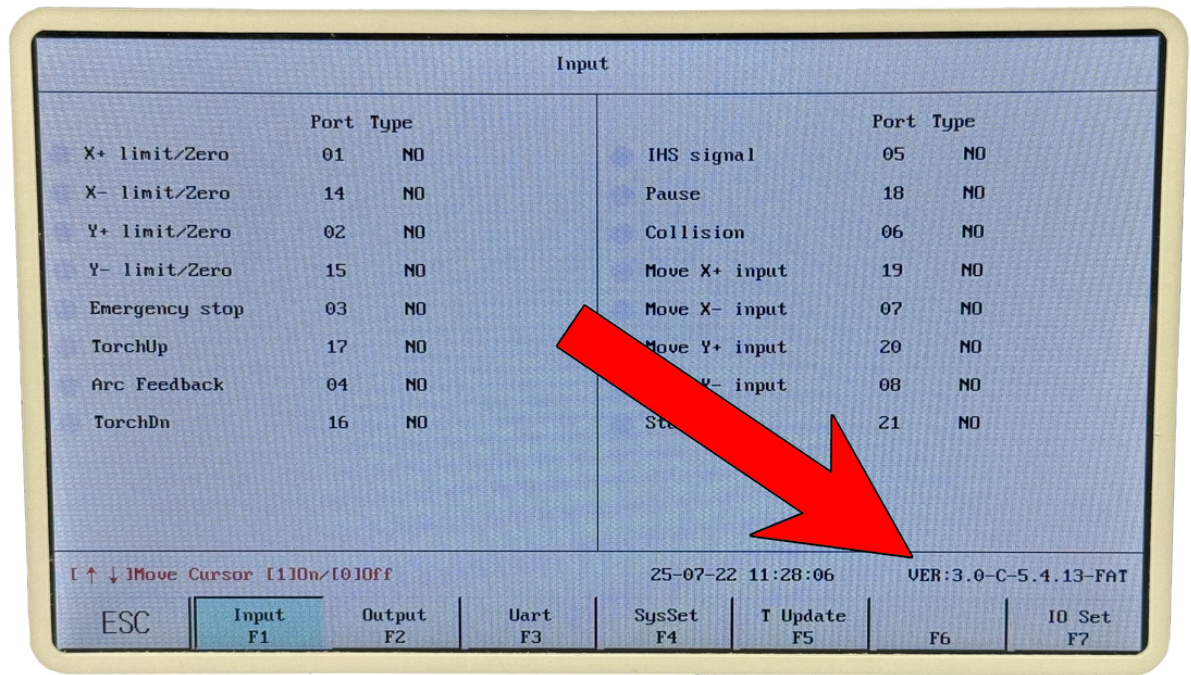 Input
Port Type
X+ limit/Zero 01 NO
X- limit/Zero 14 NO
Y+ limit/Zero 02 NO
Y- limit/Zero 15 NO
Emergency stop 03 NO
TorchUp 17 NO
Arc Feedback 04 NO
TorchDn 16 NO
Port Type
IHS signal 05 NO
Pause 18 NO
Collision 06 NO
Move X+ input 19 NO
Move X- input 07 NO
Move Y+ input 20 NO
Y- input 08 NO
21 NO
[↑ ↓]Move Cursor [1]On/[0]Off
25-07-22 11:28:06
VER:3.0-C-5.4.13-FAT
ESC
Input
F1
Output
F2
Uart
F3
SysSet
F4
T Update
F5
F6
IO Set
F7